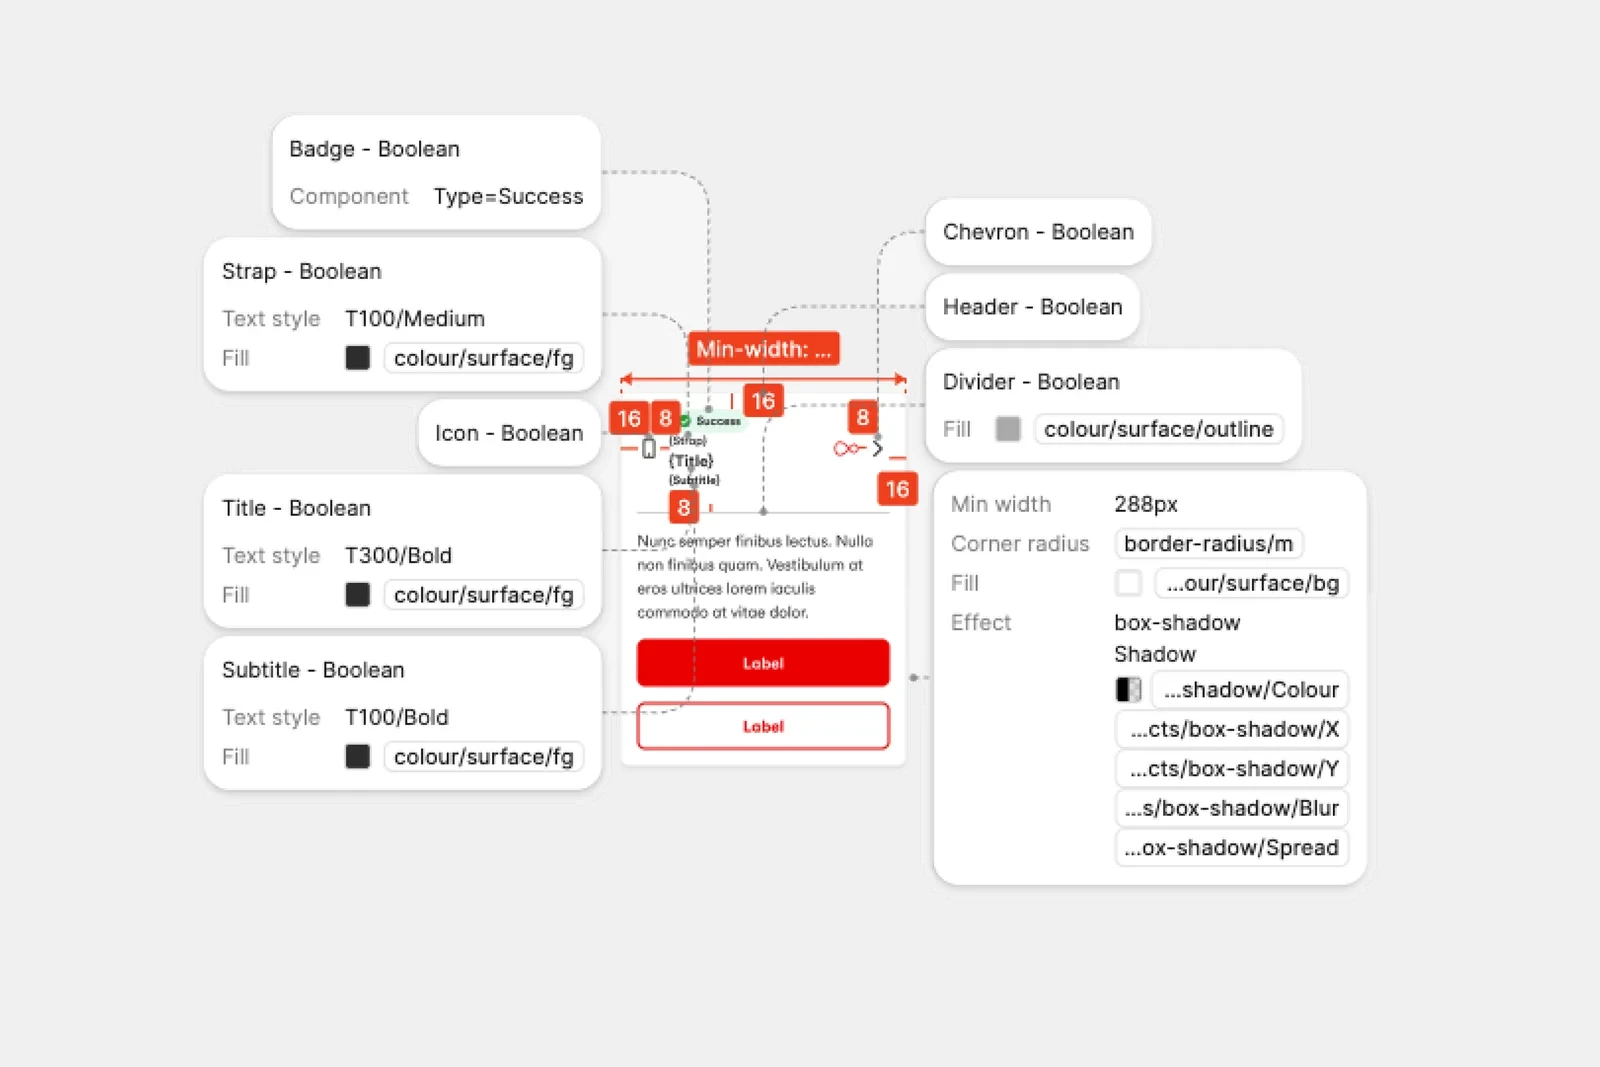 Badge - Boolean
Component Type=Success
Strap - Boolean
Text style T100/Medium
Fill colour/surface/fg
Icon - Boolean
Title - Boolean
Text style T300/Bold
Fill colour/surface/fg
Subtitle - Boolean
Text style T100/Bold
Fill colour/surface/fg
Min-width: ...
16
8
16
8
Success
{Strap}
{Title}
{Subtitle}
16
8
Nunc semper finibus lectus. Nulla
non finibus quam. Vestibulum at
eros ultrices lorem iaculis
commodo at vitae dolor.
Label
Label
Chevron - Boolean
Header - Boolean
Divider - Boolean
Fill colour/surface/outline
Min width 288px
Corner radius border-radius/m
Fill ...our/surface/bg
Effect box-shadow
Shadow
...shadow/Colour
...cts/box-shadow/X
...cts/box-shadow/Y
...s/box-shadow/Blur
...ox-shadow/Spread